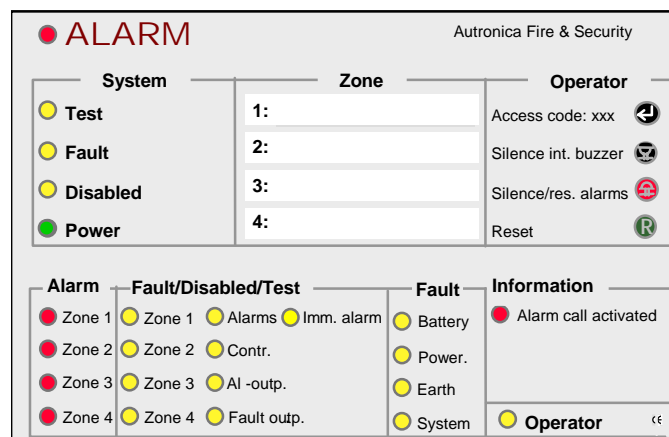 ALARM
Autronica Fire & Security
System
Test
Fault
Disabled
Power
Zone
1:
2:
3:
4:
Operator
Access code: xxx
Silence int. buzzer
Silence/res. alarms
Reset
R
Alarm
Zone 1
Zone 2
Zone 3
Zone 4
Fault/Disabled/Test
Zone 1 Alarms Imm. alarm
Zone 2 Contr.
Zone 3 Al -outp.
Zone 4 Fault outp.
Fault
Battery
Power.
Earth
System
Information
Alarm call activated
Operator